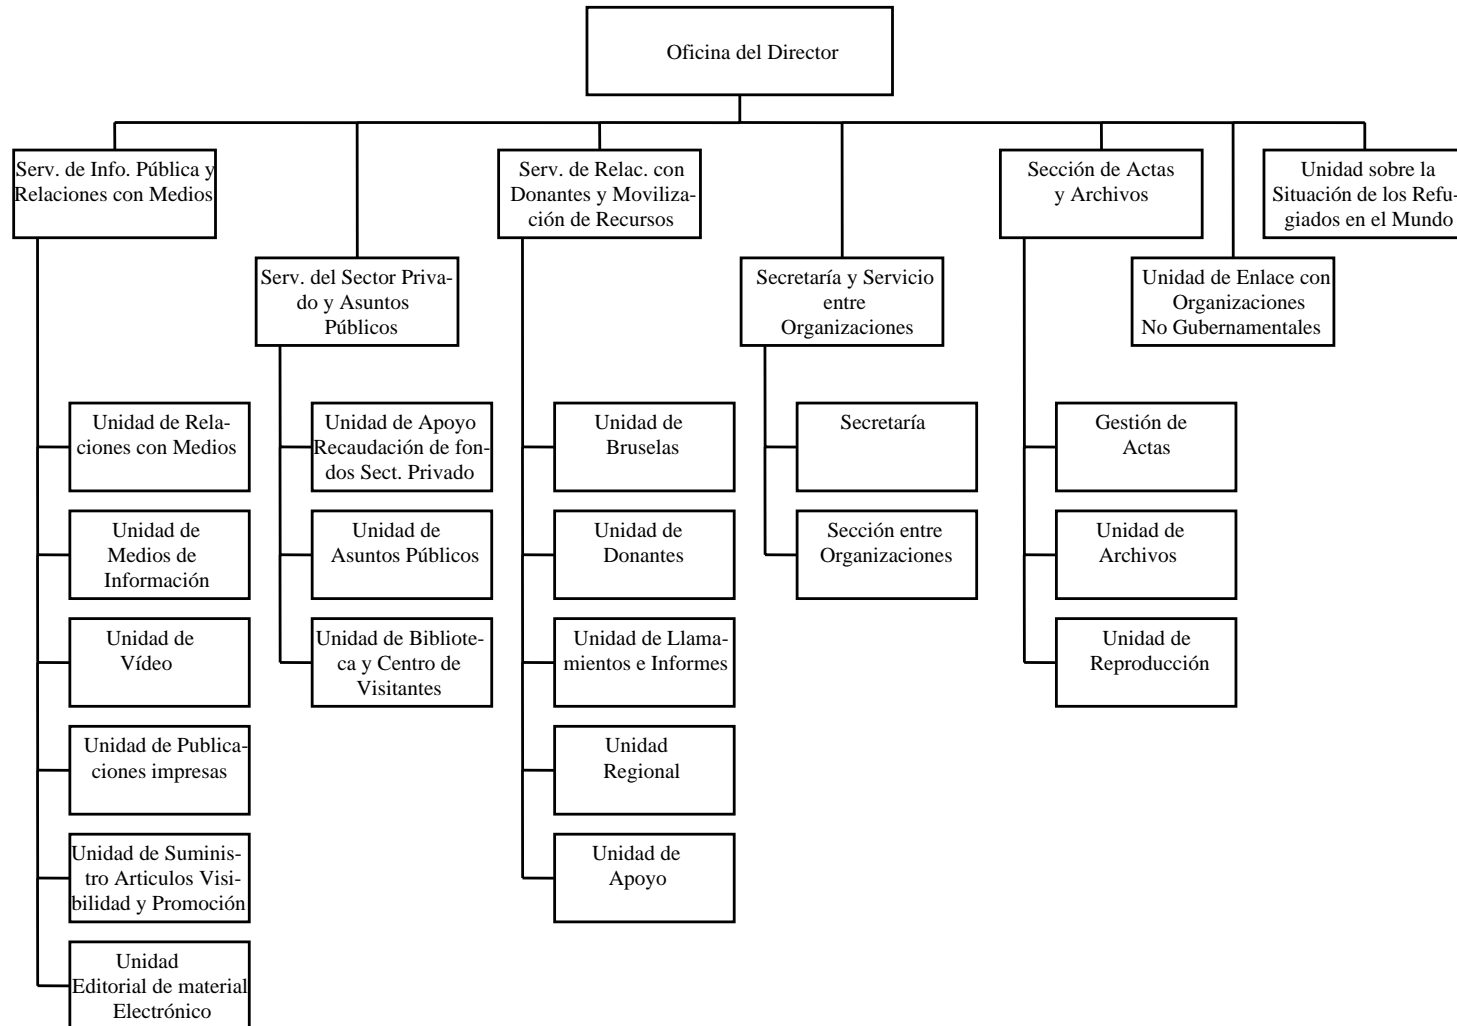 Oficina del Director
Serv. de Info. Pública y
Relaciones con Medios
Serv. de Relac. con
Donantes y Moviliza-
ción de Recursos
Sección de Actas
y Archivos
Unidad sobre la
Situación de los Refu-
giados en el Mundo
Serv. del Sector Priva-
do y Asuntos
Públicos
Secretaría y Servicio
entre
Organizaciones
Unidad de Enlace con
Organizaciones
No Gubernamentales
Unidad de Rela-
ciones con Medios
Unidad de Apoyo
Recaudación de fon-
dos Sect. Privado
Unidad de
Bruselas
Secretaría
Gestión de
Actas
Unidad de
Medios de
Información
Unidad de
Asuntos Públicos
Unidad de
Donantes
Sección entre
Organizaciones
Unidad de
Archivos
Unidad de
Vídeo
Unidad de Bibliote-
ca y Centro de
Visitantes
Unidad de Llama-
mientos e Informes
Unidad de
Reproducción
Unidad de Publica-
ciones impresas
Unidad
Regional
Unidad de Suminis-
tro Articulos Visi-
bilidad y Promoción
Unidad de
Apoyo
Unidad
Editorial de material
Electrónico